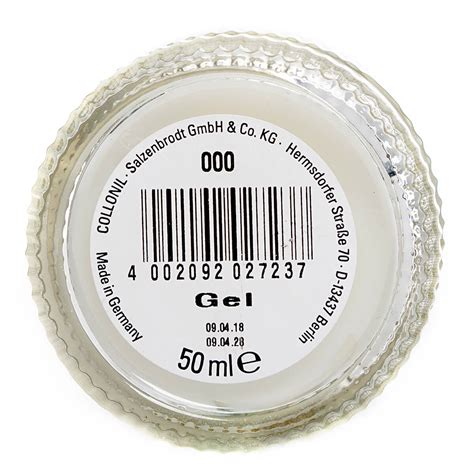 COLLONIL · Salzenbrodt GmbH & Co. KG · Hermsdorfer Straße 70 · D-13437 Berlin
Made in Germany
000
4 002092 027237
Gel
09.04.18
09.04.28
50 ml e